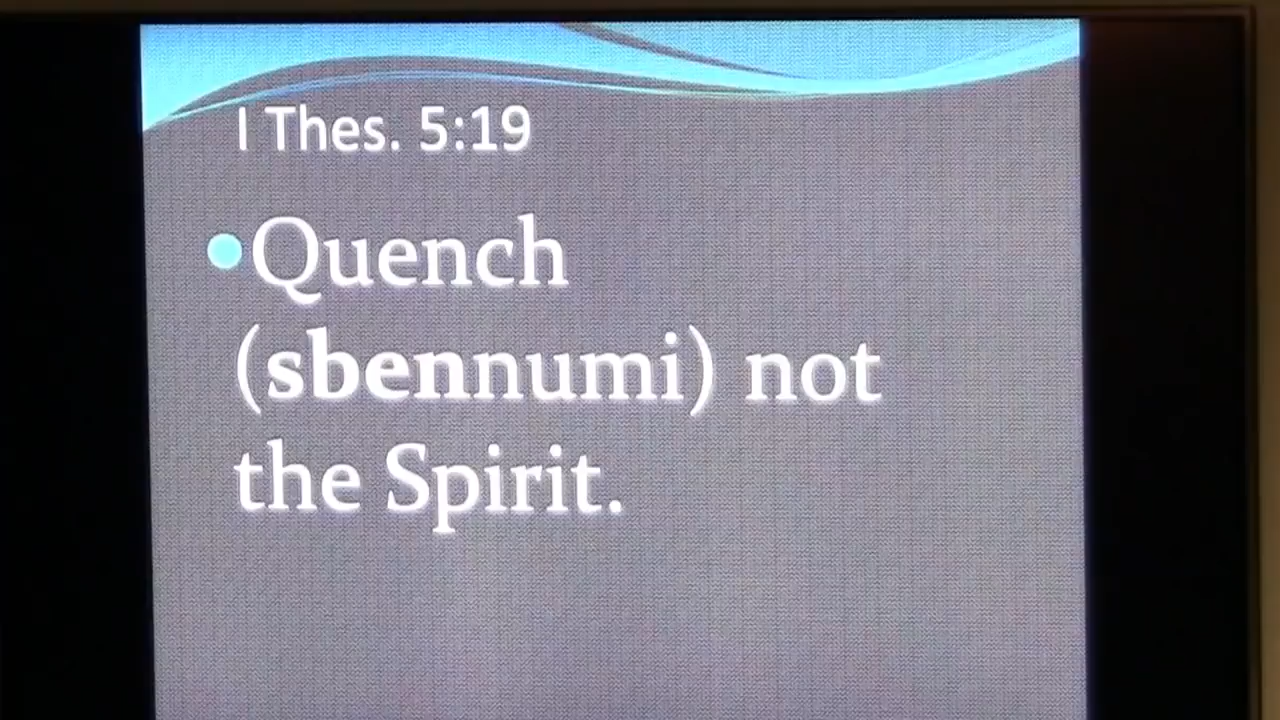 I Thes. 5:19
•Quench
(sbennumi) not
the Spirit.